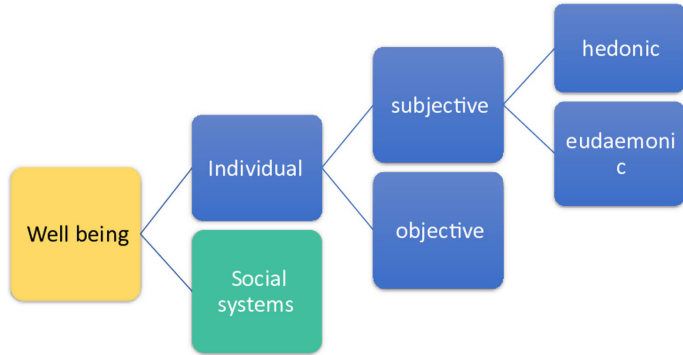 Well being
Individual
Social
systems
subjective
objective
hedonic
eudaemoni
c